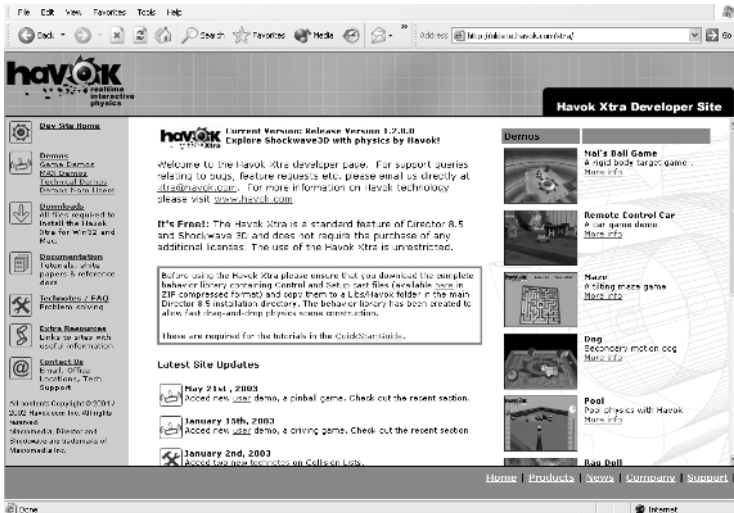 File Edit View Favorites Tools Help
Back Search Favorites Media Address
Go
havok
realtime
interactive
physics
Havok Xtra Developer Site
Dev Site Home
Demos
Game Demos
MAX Demos
Technical Demos
Demos from Users
Downloads
All files required to
install the Havok
Xtra for Win32 and
Mac.
Documentation
Tutorials, white
papers & reference
docs
Technotes / FAQ
Problem solving
Extra Resources
Links to sites with
useful information
Contact Us
Email, Office
Locations, Tech
Support
All contents Copyright © 2001 /
2002 Havok.com Inc. All rights
reserved.
Macromedia, Director and
Shockwave are trademarks of
Macromedia Inc.
havok Xtra
Current Version: Release Version 1.2.0.0
Explore Shockwave3D with physics by Havok!
Welcome to the Havok Xtra developer page. For support queries
relating to bugs, feature requests etc, please email us directly at
xtra@havok.com. For more information on Havok technology
please visit www.havok.com.
It's Free!: The Havok Xtra is a standard feature of Director 8.5
and Shockwave 3D and does not require the purchase of any
additional licenses. The use of the Havok Xtra is unrestricted.
Before using the Havok Xtra please ensure that you download the complete
behavior library containing Control and Setup cast files (available here in
ZIP compressed format) and copy them to a Libs/Havok folder in the main
Director 8.5 installation directory. The behavior library has been created to
allow fast drag-and-drop physics scene construction.
These are required for the tutorials in the QuickStartGuide.
Latest Site Updates
May 21st , 2003
Added new user demo, a pinball game. Check out the recent section.
January 15th, 2003
Added new user demo, a driving game. Check out the recent section.
January 2nd, 2003
Added two new technotes on Collision Lists.
Demos
Nal's Ball Game
A rigid body target game.
More info
Remote Control Car
A car game demo.
More info
Maze
A tilting maze game
More info
Dog
Secondary motion dog
More info
Pool
Pool physics with Havok
More info
Rag Doll
Home | Products | News | Company | Support |
Done Internet